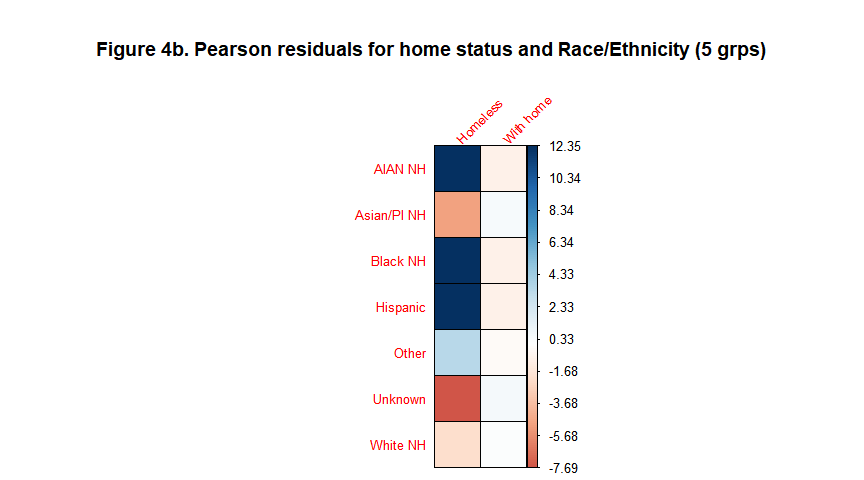 Figure 4b. Pearson residuals for home status and Race/Ethnicity (5 grps)
Homeless
With home
AIAN NH
Asian/PI NH
Black NH
Hispanic
Other
Unknown
White NH
12.35
10.34
8.34
6.34
4.33
2.33
0.33
-1.68
-3.68
-5.68
-7.69